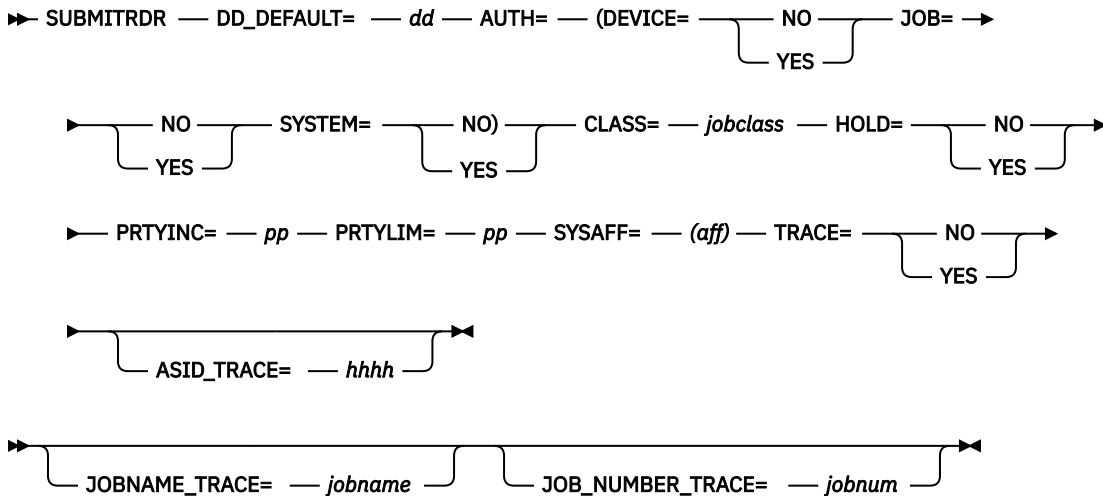 SUBMITRDR DD_DEFAULT= dd AUTH= (DEVICE= NO JOB=
YES
NO SYSTEM= NO) CLASS= jobclass HOLD= NO
YES YES YES
PRTYINC= pp PRTYLIM= pp SYSAFF= (aff) TRACE= NO
YES
ASID_TRACE= hhhh
JOBNAME_TRACE= jobname JOB_NUMBER_TRACE= jobnum